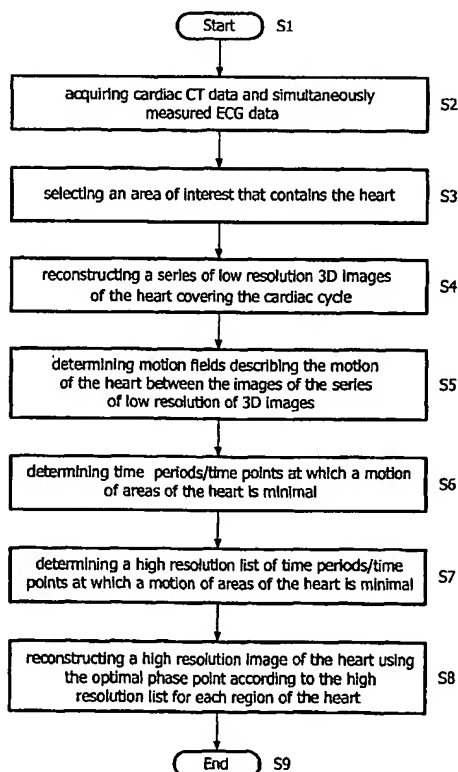 Start S1
acquiring cardiac CT data and simultaneously
measured ECG data
S2
selecting an area of interest that contains the heart S3
reconstructing a series of low resolution 3D images
of the heart covering the cardiac cycle
S4
determining motion fields describing the motion
of the heart between the images of the series
of low resolution of 3D images
S5
determining time periods/time points at which a motion
of areas of the heart is minimal
S6
determining a high resolution list of time periods/time
points at which a motion of areas of the heart is minimal
S7
reconstructing a high resolution image of the heart using
the optimal phase point according to the high
resolution list for each region of the heart
S8
End S9